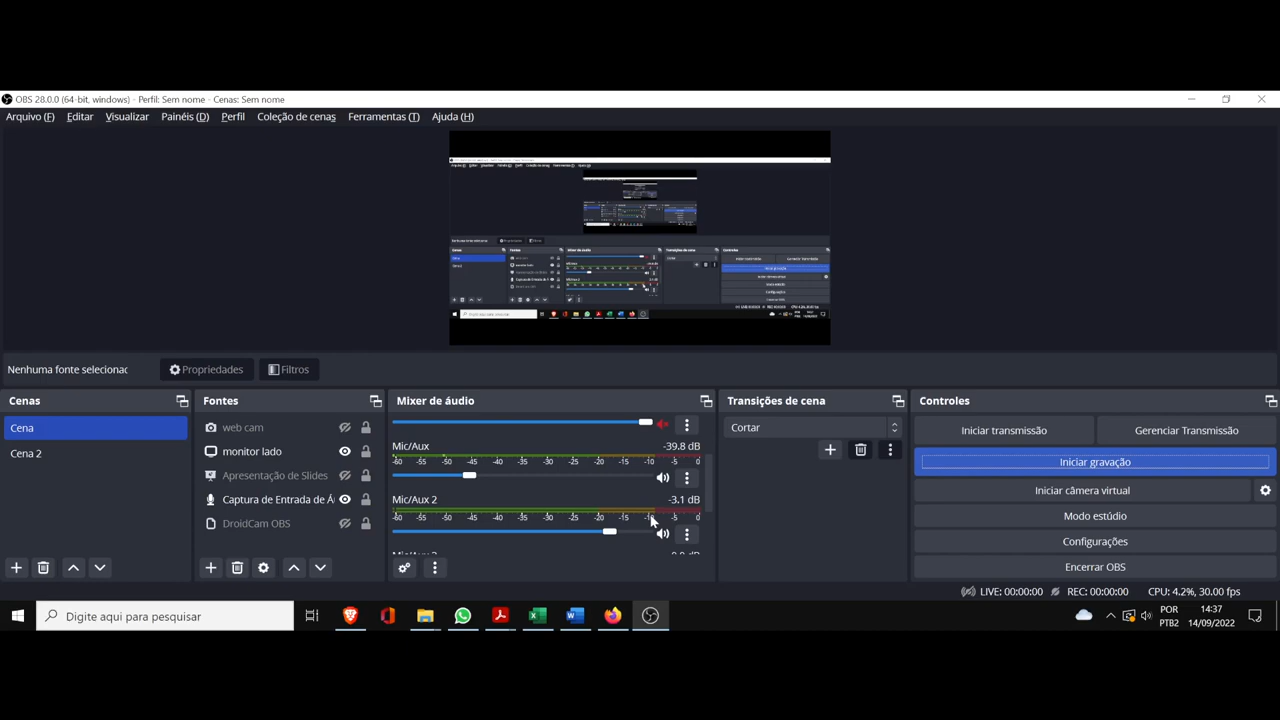 OBS 28.0.0 (64-bit, windows) - Perfil: Sem nome - Cenas: Sem nome
Arquivo (F) Editar Visualizar Painéis (D) Perfil Coleção de cenas Ferramentas (T) Ajuda (H)
Nenhuma fonte selecionac Propriedades Filtros
Cenas
Cena
Cena 2
Fontes
web cam
monitor lado
Apresentação de Slides
Captura de Entrada de Á
DroidCam OBS
Mixer de áudio
Mic/Aux -39.8 dB
-60 -55 -50 -45 -40 -35 -30 -25 -20 -15 -10 -5 0
Mic/Aux 2 -3.1 dB
-60 -55 -50 -45 -40 -35 -30 -25 -20 -15 -10 -5 0
Transições de cena
Cortar
Controles
Iniciar transmissão Gerenciar Transmissão
Iniciar gravação
Iniciar câmera virtual
Modo estúdio
Configurações
Encerrar OBS
LIVE: 00:00:00 REC: 00:00:00 CPU: 4.2%, 30.00 fps
Digite aqui para pesquisar
POR
PTB2
14:37
14/09/2022